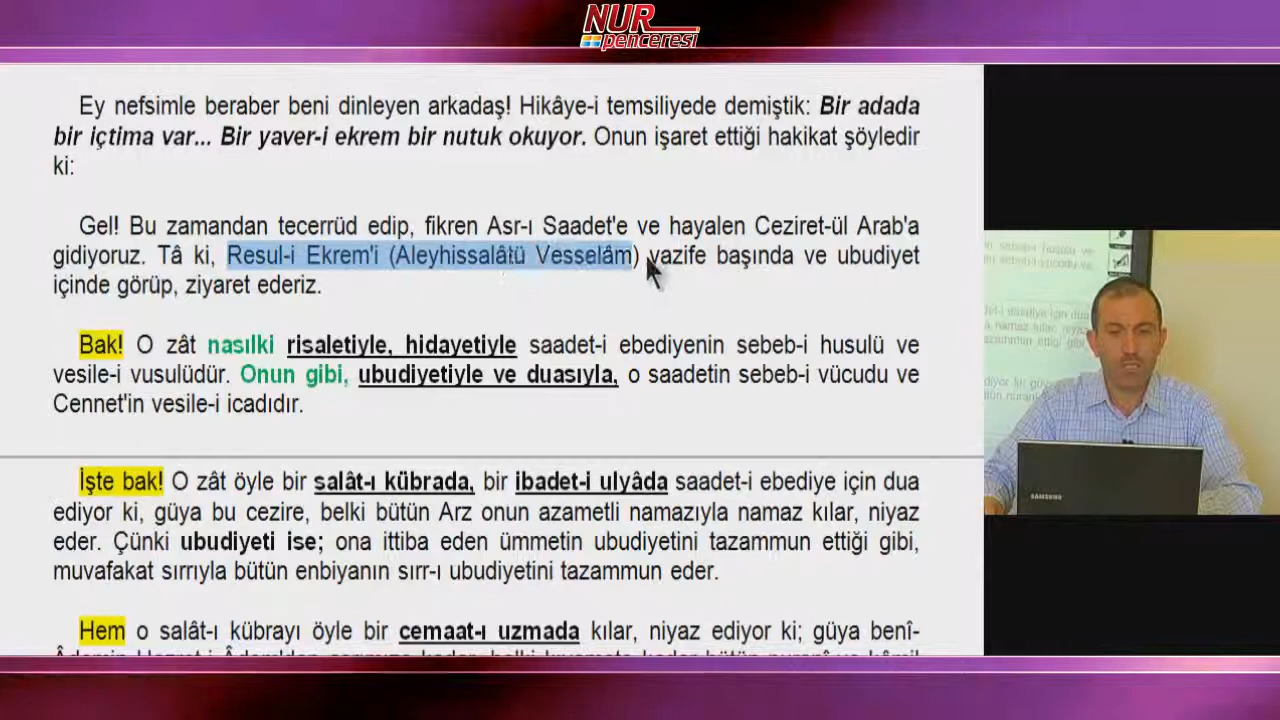 NUR
penceresi
Ey nefsimle beraber beni dinleyen arkadaş! Hikâye-i temsiliyede demiştik: Bir adada
bir içtima var... Bir yaver-i ekrem bir nutuk okuyor. Onun işaret ettiği hakikat şöyledir
ki:
Gel! Bu zamandan tecerrüd edip, fikren Asr-ı Saadet'e ve hayalen Ceziret-ül Arab'a
gidiyoruz. Tâ ki, Resul-i Ekrem'i (Aleyhissalâtü Vesselâm) vazife başında ve ubudiyet
içinde görüp, ziyaret ederiz.
Bak! O zât nasılki risaletiyle, hidayetiyle saadet-i ebediyenin sebeb-i husulü ve
vesile-i vusulüdür. Onun gibi, ubudiyetiyle ve duasıyla, o saadetin sebeb-i vücudu ve
Cennet'in vesile-i icadıdır.
İşte bak! O zât öyle bir salât-ı kübrada, bir ibadet-i ulyâda saadet-i ebediye için dua
ediyor ki, güya bu cezire, belki bütün Arz onun azametli namazıyla namaz kılar, niyaz
eder. Çünki ubudiyeti ise; ona ittiba eden ümmetin ubudiyetini tazammun ettiği gibi,
muvafakat sırrıyla bütün enbiyanın sırr-ı ubudiyetini tazammun eder.
Hem o salât-ı kübrayı öyle bir cemaat-ı uzmada kılar, niyaz ediyor ki; güya benî-
SAMSUNG